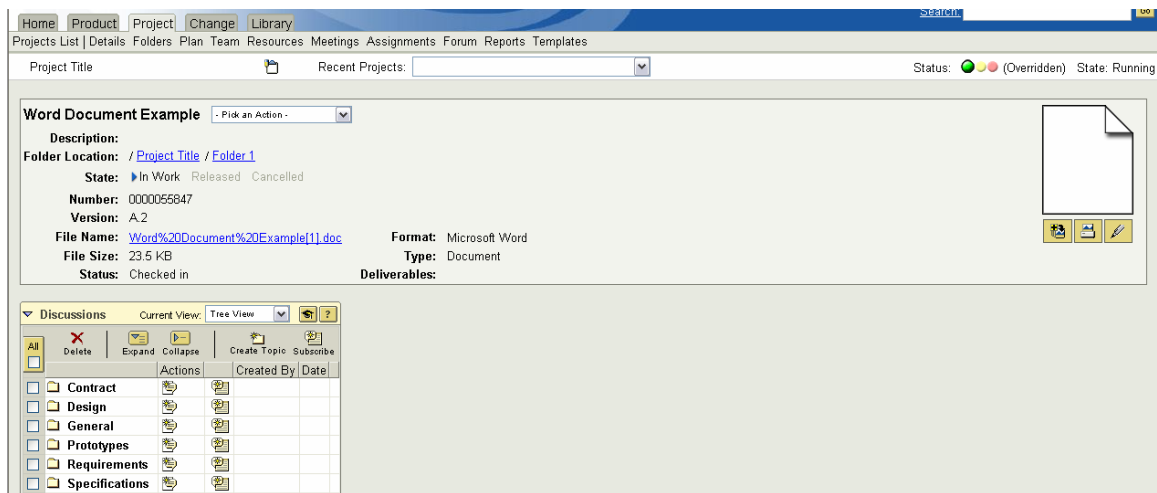 Search:
Go
Home Product Project Change Library
Projects List | Details Folders Plan Team Resources Meetings Assignments Forum Reports Templates
Project Title Recent Projects: Status: (Overridden) State: Running
Word Document Example - Pick an Action -
Description:
Folder Location: / Project Title / Folder 1
State: In Work Released Cancelled
Number: 0000055847
Version: A.2
File Name: Word%20Document%20Example[1].doc Format: Microsoft Word
File Size: 23.5 KB Type: Document
Status: Checked in Deliverables:
Discussions Current View: Tree View ?
All Delete Expand Collapse Create Topic Subscribe
Actions Created By Date
Contract
Design
General
Prototypes
Requirements
Specifications